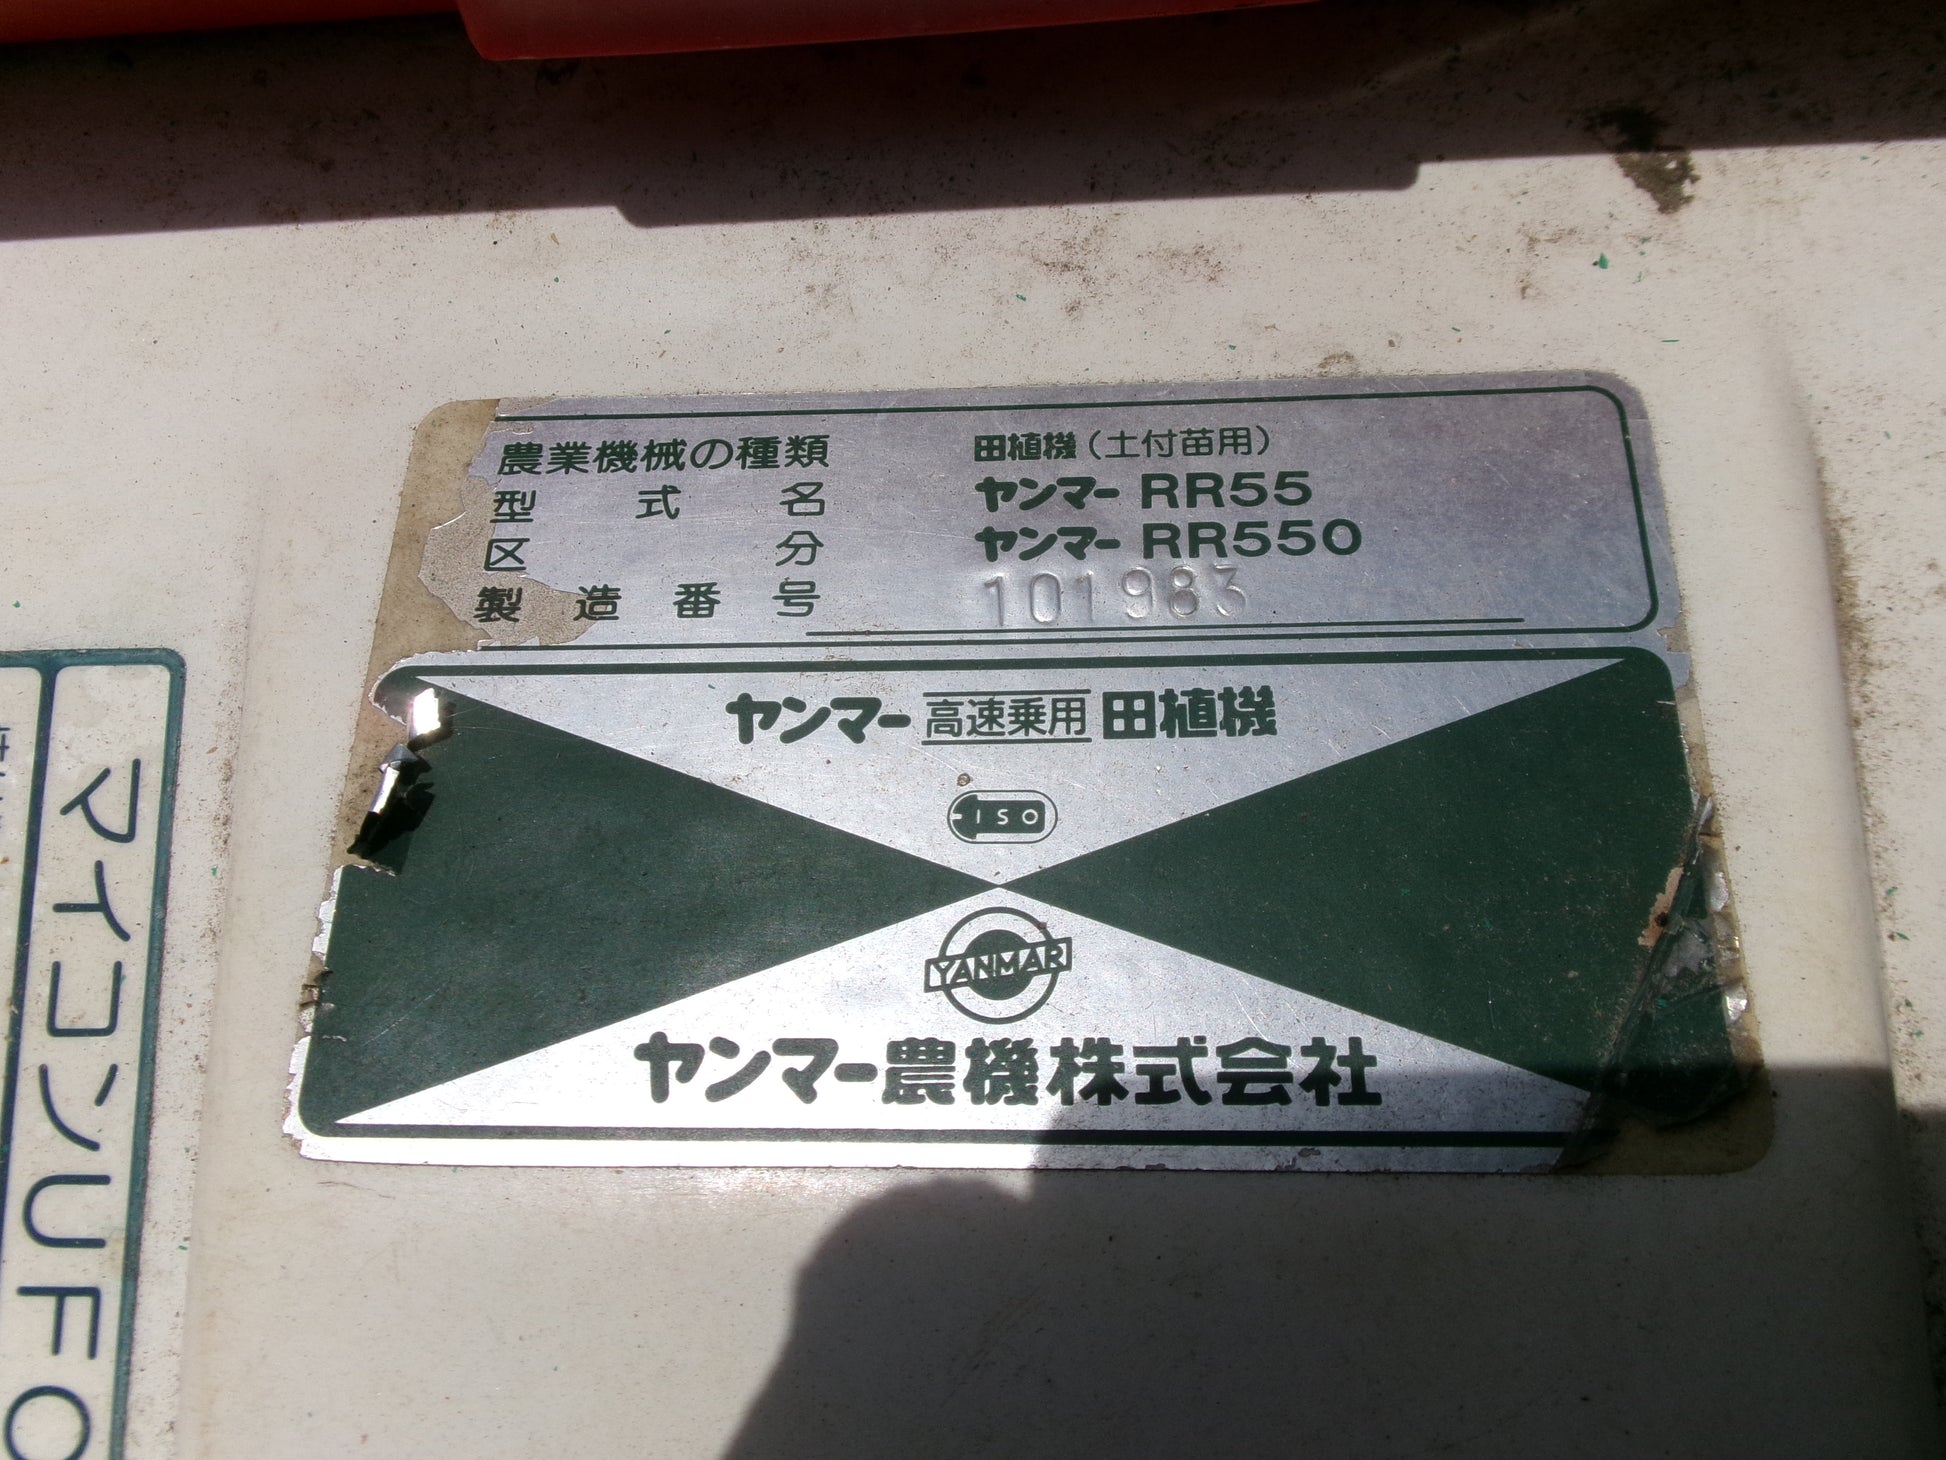 農業機械の種類 田植機(土付苗用)
型式名 ヤンマー RR55
区分 ヤンマー RR550
製造番号 101983
ヤンマー高速乗用田植機
ISO
YANMAR
ヤンマー農機株式会社
マイコンUFO